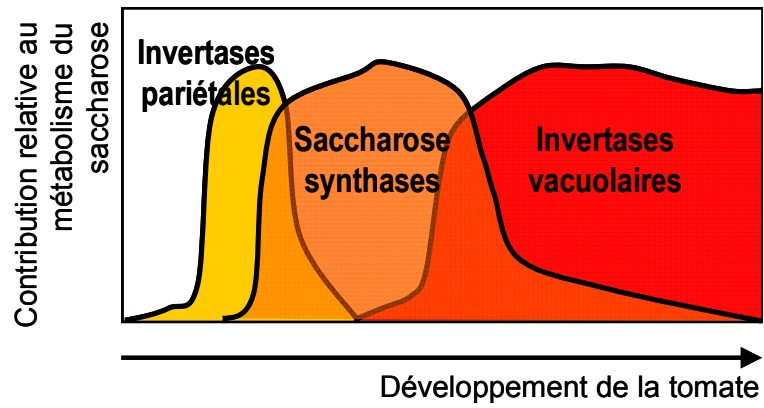 Contribution relative au
métabolisme du
saccharose
Invertases
pariétales
Saccharose
synthases
Invertases
vacuolaires
Développement de la tomate